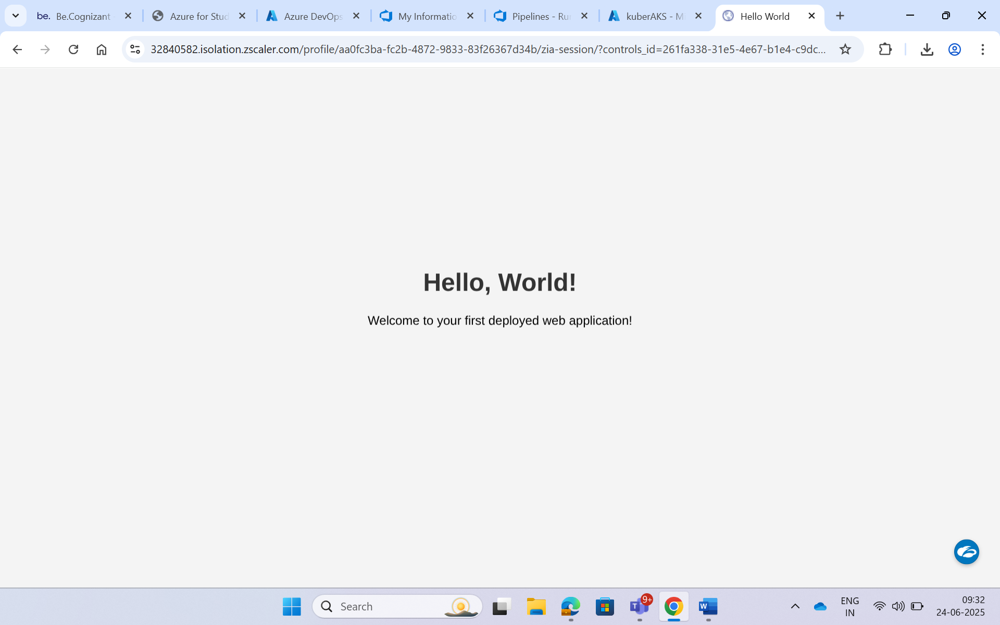 be. Be.Cognizant
Azure for Stud
Azure DevOps
My Informatio
Pipelines - Ru
kuberAKS - M
Hello World
32840582.isolation.zscaler.com/profile/aa0fc3ba-fc2b-4872-9833-83f26367d34b/zia-session/?controls_id=261fa338-31e5-4e67-b1e4-c9dc...
Hello, World!
Welcome to your first deployed web application!
Search
T
9+
W
ENG
IN
09:32
24-06-2025